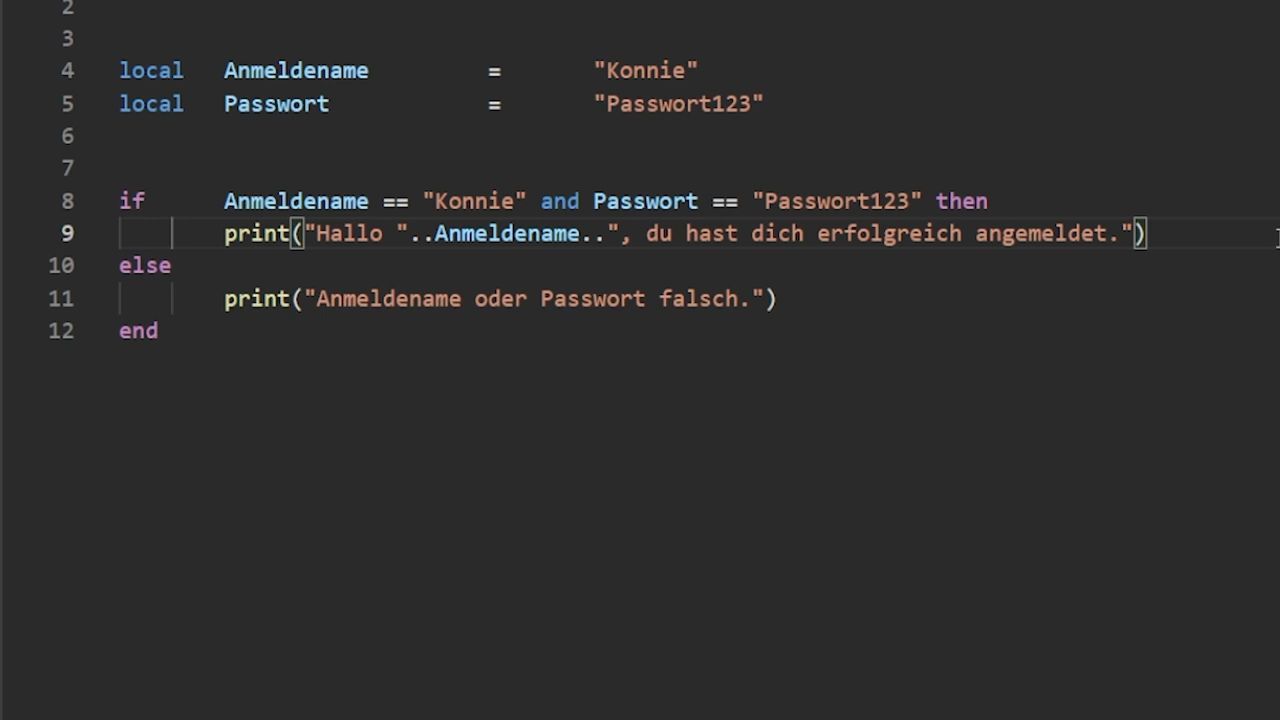 2
3
4 local Anmeldename = "Konnie"
5 local Passwort = "Passwort123"
6
7
8 if Anmeldename == "Konnie" and Passwort == "Passwort123" then
9 print("Hallo "..Anmeldename..", du hast dich erfolgreich angemeldet.")
10 else
11 print("Anmeldename oder Passwort falsch.")
12 end